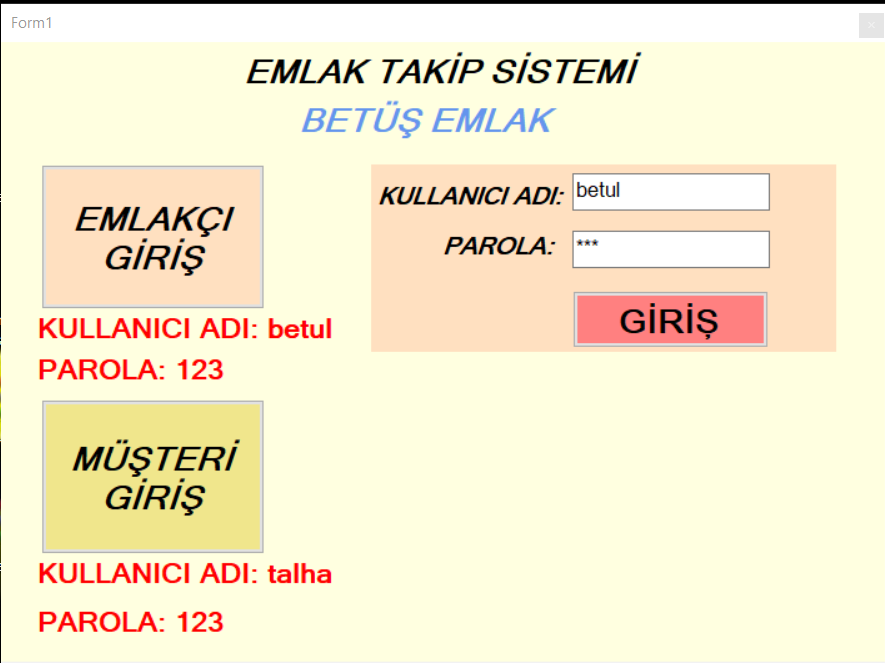 Form1
EMLAK TAKİP SİSTEMİ
BETÜŞ EMLAK
EMLAKÇI
GİRİŞ
KULLANICI ADI: betul
PAROLA: 123
KULLANICI ADI: betul
PAROLA: ***
GİRİŞ
MÜŞTERİ
GİRİŞ
KULLANICI ADI: talha
PAROLA: 123